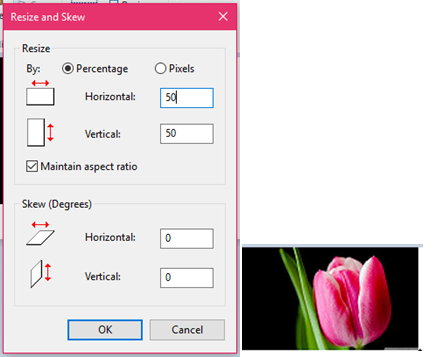 Resize and Skew
Resize
By: Percentage Pixels
Horizontal: 50
Vertical: 50
Maintain aspect ratio
Skew (Degrees)
Horizontal: 0
Vertical: 0
OK Cancel